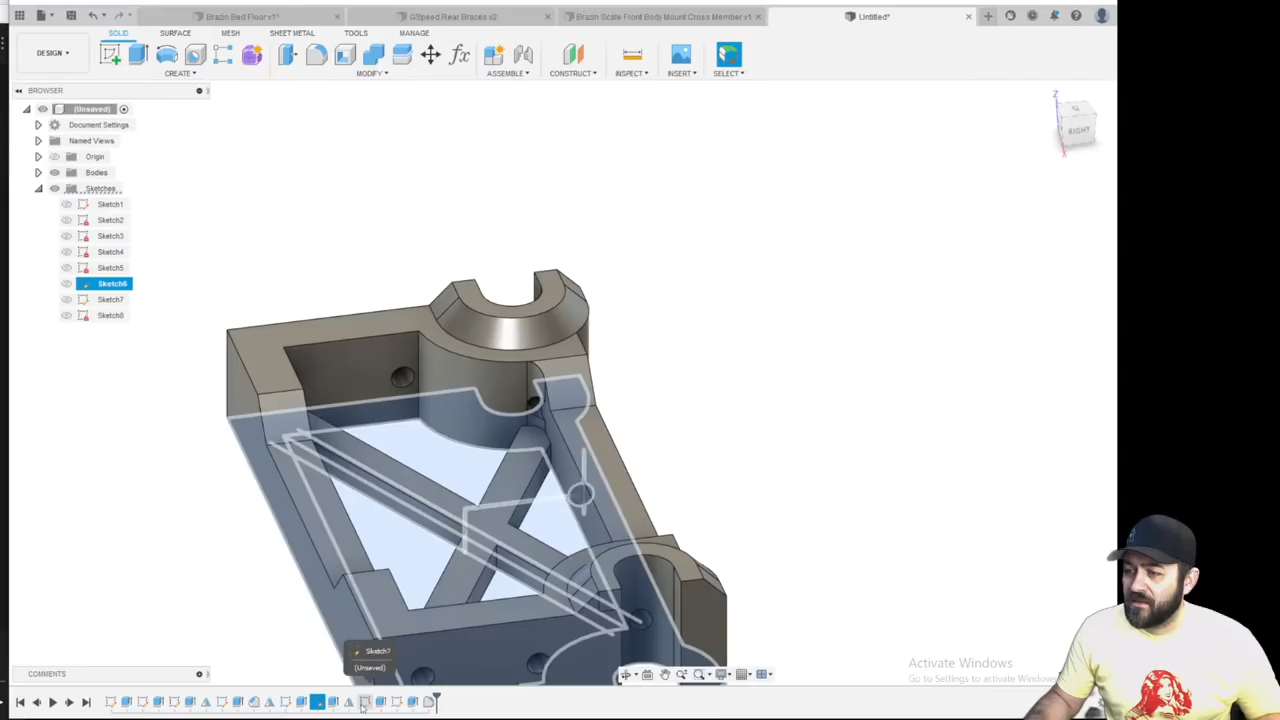 Brazin Bed Floor v1*
GSpeed Rear Braces v2
Brazin Scale Front Body Mount Cross Member v1
Untitled*
SOLID
SURFACE
MESH
SHEET METAL
TOOLS
MANAGE
DESIGN
CREATE
MODIFY
ASSEMBLE
CONSTRUCT
INSPECT
INSERT
SELECT
BROWSER
(Unsaved)
Document Settings
Named Views
Origin
Bodies
Sketches
Sketch1
Sketch2
Sketch3
Sketch4
Sketch5
Sketch6
Sketch7
Sketch8
Z
RIGHT
X
Sketch7
(Unsaved)
Activate Windows
Go to Settings to activate Windows
COMMENTS